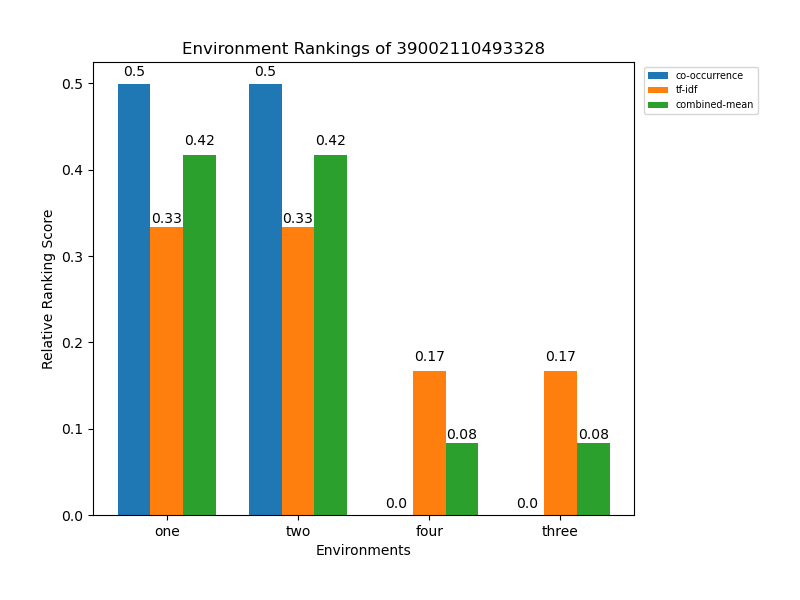 Environment Rankings of 39002110493328
co-occurrence
tf-idf
combined-mean
Relative Ranking Score
0.5
0.4
0.3
0.2
0.1
0.0
0.5
0.33
0.42
0.5
0.33
0.42
0.0
0.17
0.08
0.0
0.17
0.08
one two four three
Environments